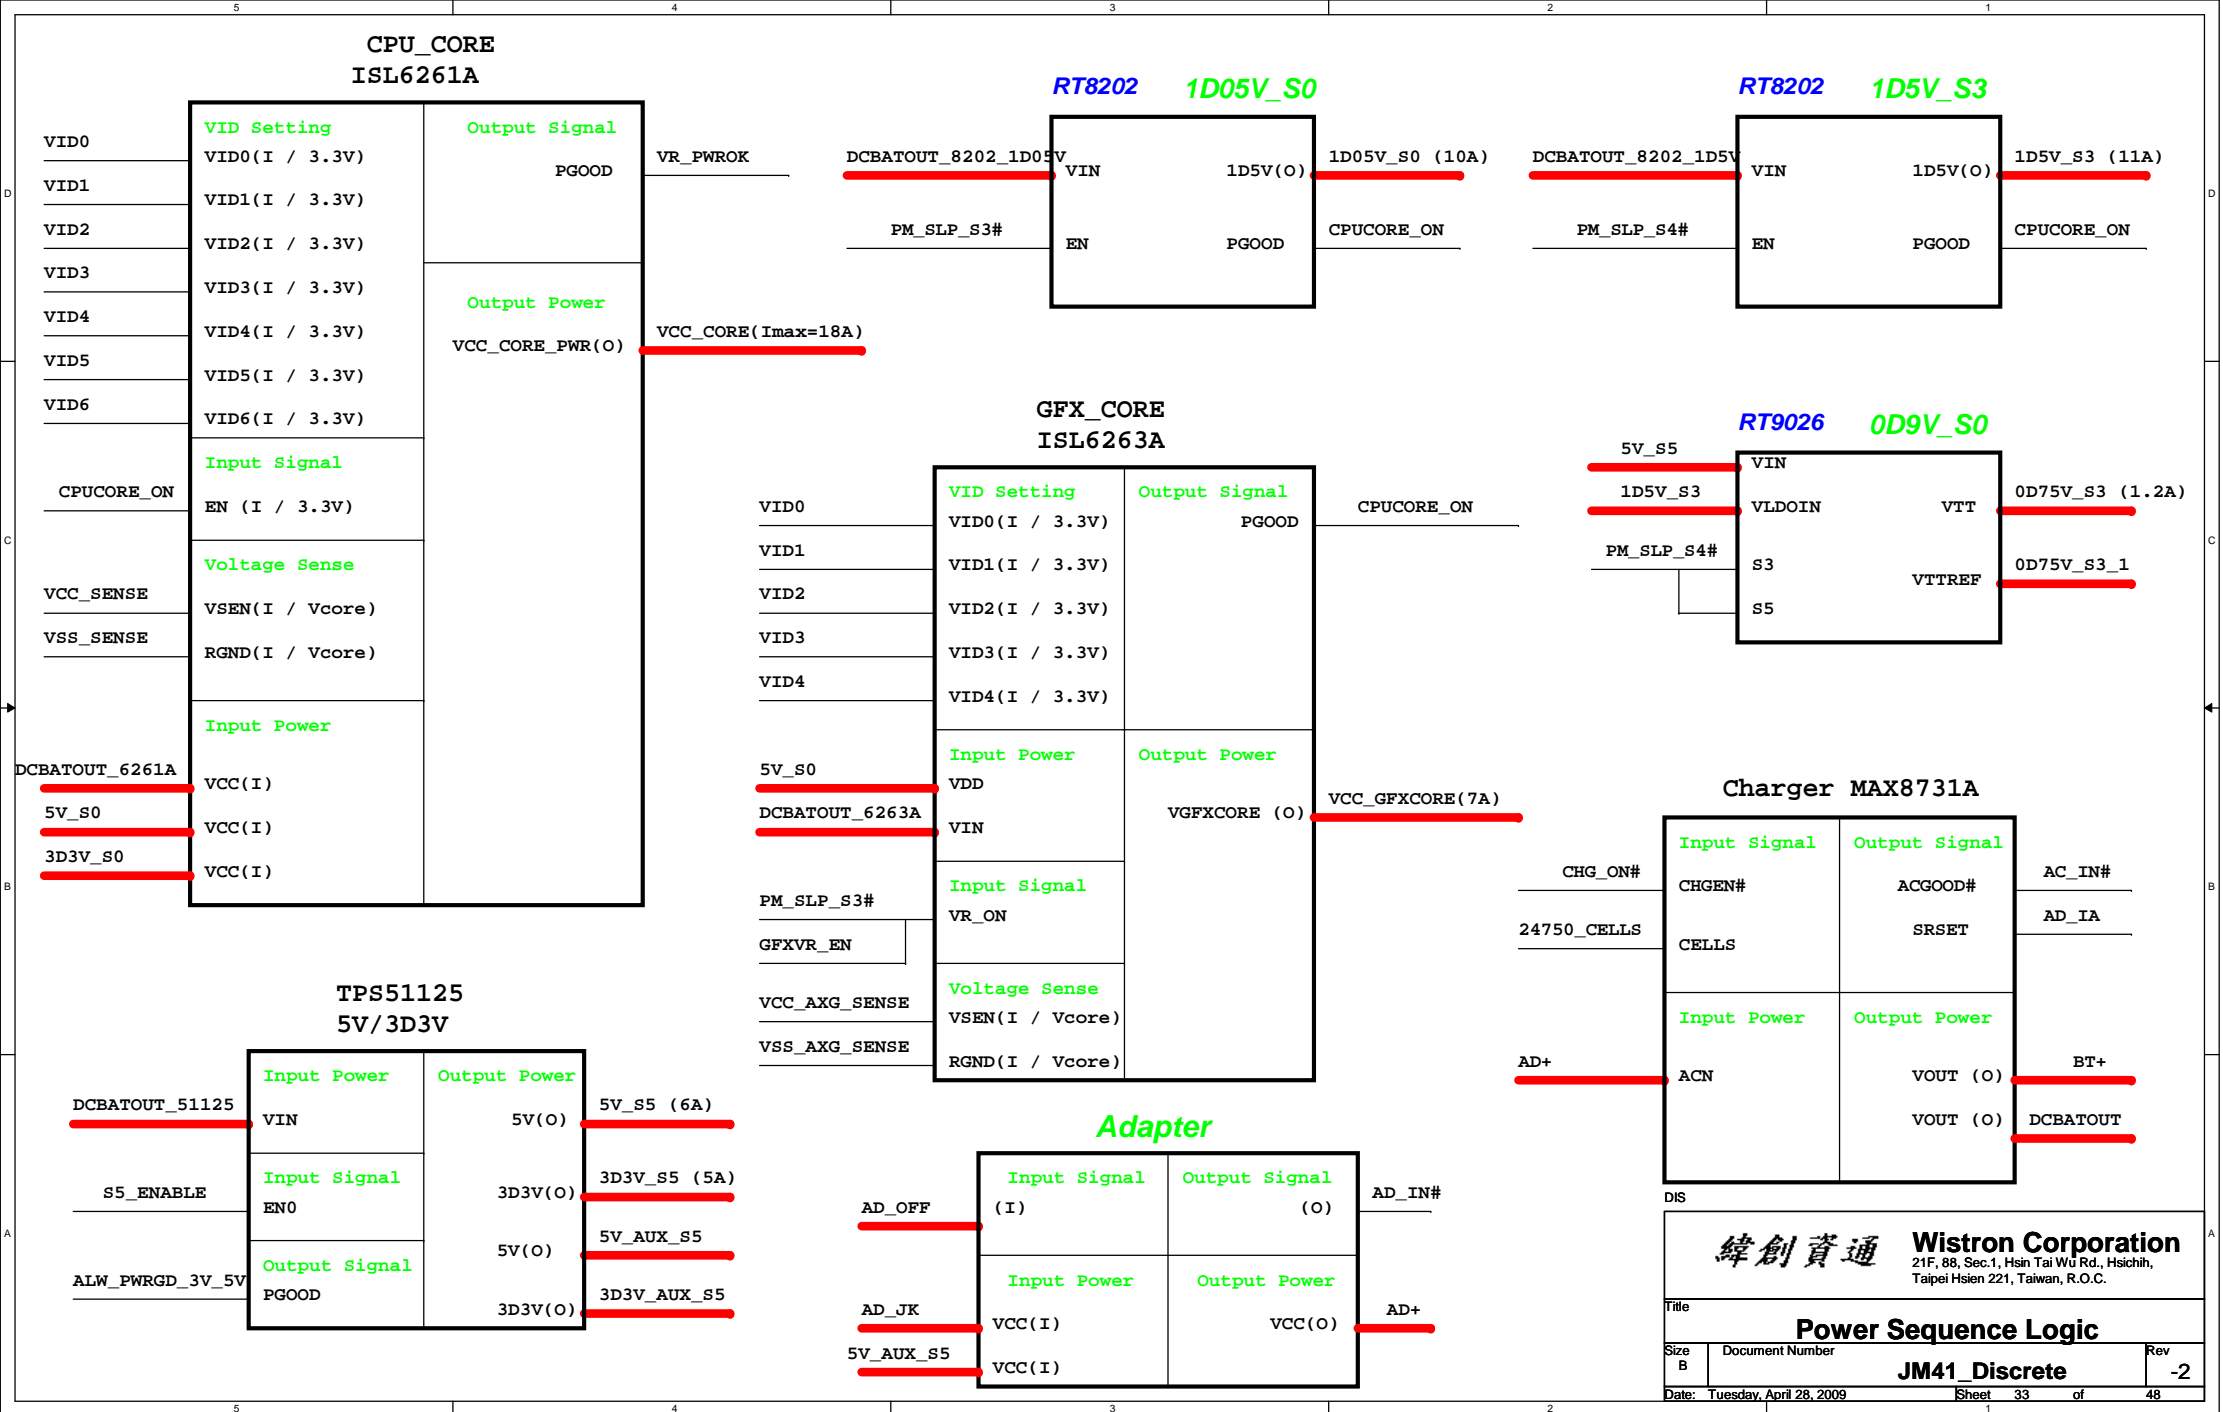 5 4 3 2 1
D
C
B
A
D
C
B
A
CPU_CORE
ISL6261A
VID0
VID1
VID2
VID3
VID4
VID5
VID6
CPUCORE_ON
VCC_SENSE
VSS_SENSE
DCBATOUT_6261A
5V_S0
3D3V_S0
VID Setting
VID0(I / 3.3V)
VID1(I / 3.3V)
VID2(I / 3.3V)
VID3(I / 3.3V)
VID4(I / 3.3V)
VID5(I / 3.3V)
VID6(I / 3.3V)
Input Signal
EN (I / 3.3V)
Voltage Sense
VSEN(I / Vcore)
RGND(I / Vcore)
Input Power
VCC(I)
VCC(I)
VCC(I)
Output Signal
PGOOD
VR_PWROK
Output Power
VCC_CORE_PWR(O)
VCC_CORE(Imax=18A)
RT8202 1D05V_S0
DCBATOUT_8202_1D05V
VIN
1D5V(O)
1D05V_S0 (10A)
PM_SLP_S3#
EN
PGOOD
CPUCORE_ON
RT8202 1D5V_S3
DCBATOUT_8202_1D5V
VIN
1D5V(O)
1D5V_S3 (11A)
PM_SLP_S4#
EN
PGOOD
CPUCORE_ON
GFX_CORE
ISL6263A
VID0
VID1
VID2
VID3
VID4
5V_S0
DCBATOUT_6263A
PM_SLP_S3#
GFXVR_EN
VCC_AXG_SENSE
VSS_AXG_SENSE
VID Setting
VID0(I / 3.3V)
VID1(I / 3.3V)
VID2(I / 3.3V)
VID3(I / 3.3V)
VID4(I / 3.3V)
Input Power
VDD
VIN
Input Signal
VR_ON
Voltage Sense
VSEN(I / Vcore)
RGND(I / Vcore)
Output Signal
PGOOD
CPUCORE_ON
Output Power
VGFXCORE (O)
VCC_GFXCORE(7A)
RT9026 0D9V_S0
5V_S5
VIN
1D5V_S3
VLDOIN
PM_SLP_S4#
S3
S5
VTT
0D75V_S3 (1.2A)
VTTREF
0D75V_S3_1
Charger MAX8731A
CHG_ON#
24750_CELLS
AD+
Input Signal
CHGEN#
CELLS
Input Power
ACN
Output Signal
ACGOOD#
SRSET
AC_IN#
AD_IA
Output Power
VOUT (O)
BT+
VOUT (O)
DCBATOUT
TPS51125
5V/3D3V
DCBATOUT_51125
S5_ENABLE
ALW_PWRGD_3V_5V
Input Power
VIN
Input Signal
EN0
Output Signal
PGOOD
Output Power
5V(O)
5V_S5 (6A)
3D3V(O)
3D3V_S5 (5A)
5V(O)
5V_AUX_S5
3D3V(O)
3D3V_AUX_S5
Adapter
AD_OFF
AD_JK
5V_AUX_S5
Input Signal
(I)
Input Power
VCC(I)
VCC(I)
Output Signal
(O)
AD_IN#
Output Power
VCC(O)
AD+
DIS
緯創資通
Wistron Corporation
21F, 88, Sec.1, Hsin Tai Wu Rd., Hsichih,
Taipei Hsien 221, Taiwan, R.O.C.
Title
Power Sequence Logic
Size Document Number Rev
B JM41_Discrete -2
Date: Tuesday, April 28, 2009 Sheet 33 of 48
5 4 3 2 1